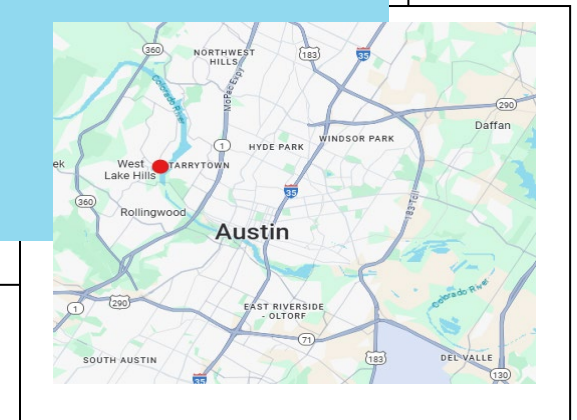 360
NORTHWEST
HILLS
183
35
Colorado River
MoPac Expy
290
Daffan
1
HYDE PARK
WINDSOR PARK
ek
West
Lake Hills
TARRYTOWN
35
183 Toll
360
Rollingwood
Austin
Colorado River
1
290
EAST RIVERSIDE
- OLTORF
71
SOUTH AUSTIN
183
DEL VALLE
35
130